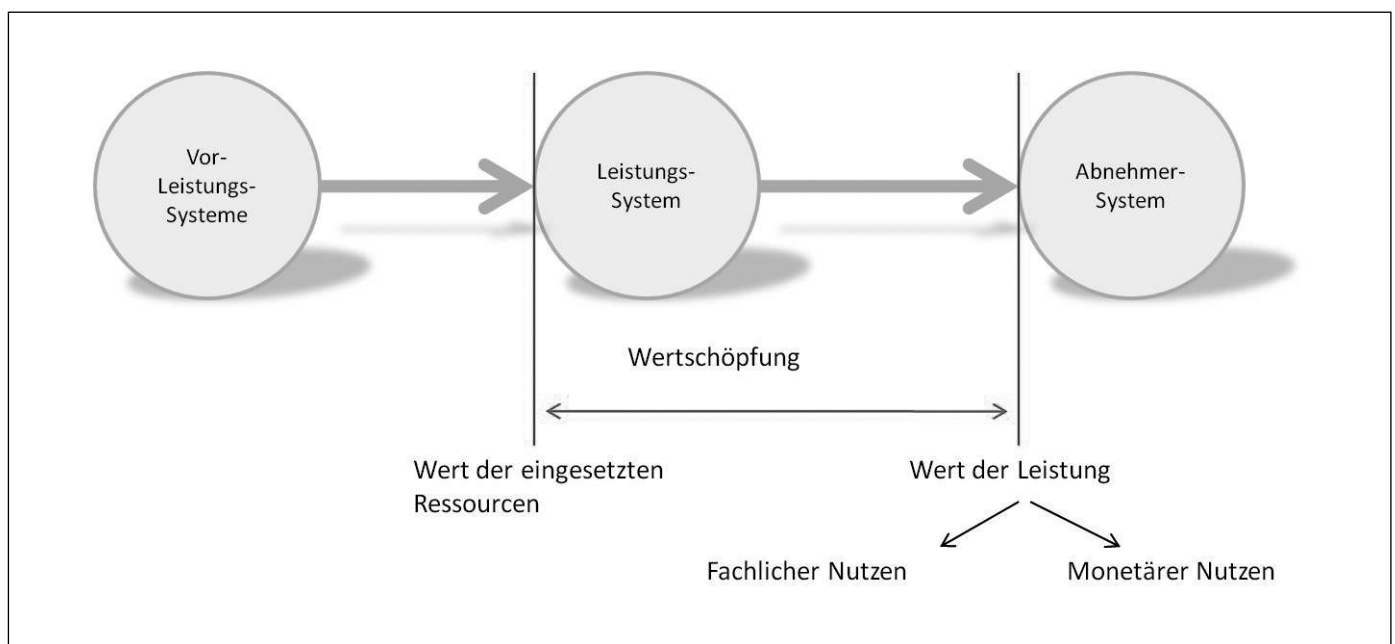 Vor-
Leistungs-
Systeme
Leistungs-
System
Abnehmer-
System
Wertschöpfung
Wert der eingesetzten
Ressourcen
Wert der Leistung
Fachlicher Nutzen
Monetärer Nutzen